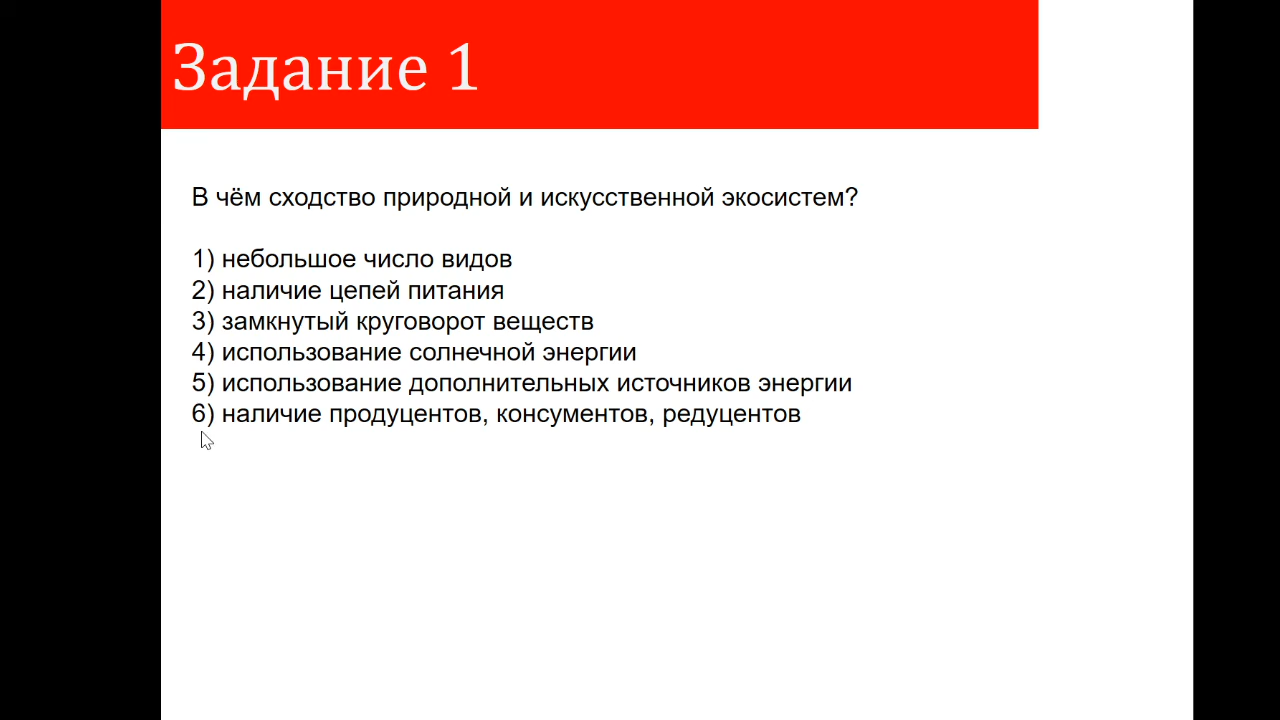 Задание 1
В чём сходство природной и искусственной экосистем?
1) небольшое число видов
2) наличие цепей питания
3) замкнутый круговорот веществ
4) использование солнечной энергии
5) использование дополнительных источников энергии
6) наличие продуцентов, консументов, редуцентов